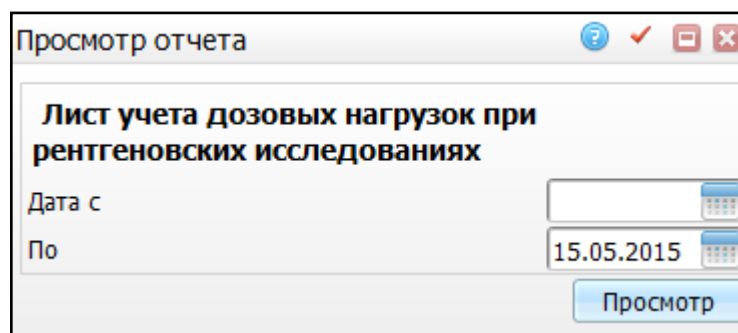 Просмотр отчета
Лист учета дозовых нагрузок при
рентгеновских исследованиях
Дата с
По 15.05.2015
Просмотр